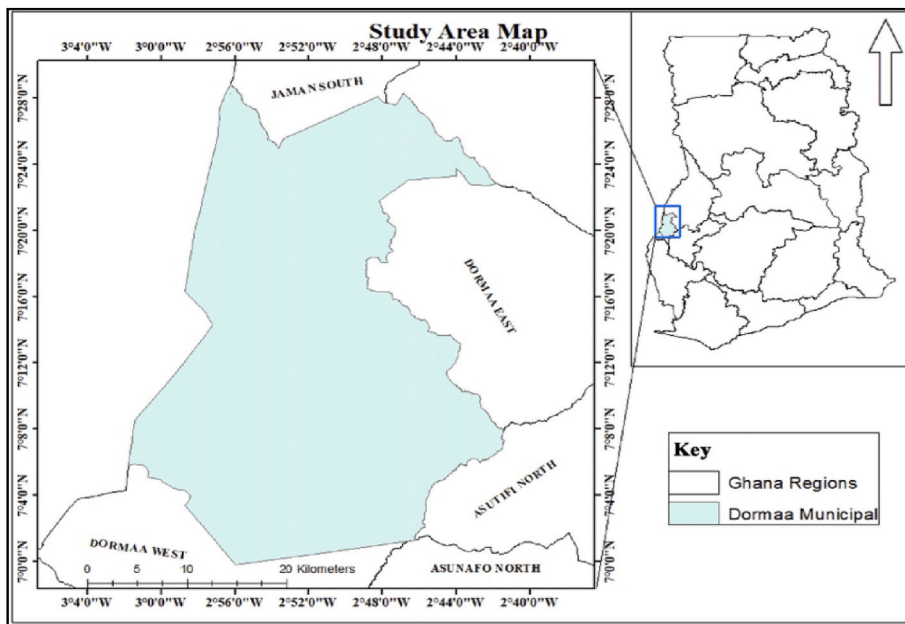 Study Area Map
3°4'0"W 3°0'0"W 2°56'0"W 2°52'0"W 2°48'0"W 2°44'0"W 2°40'0"W
7°28'0"N
7°24'0"N
7°20'0"N
7°16'0"N
7°12'0"N
7°8'0"N
7°4'0"N
7°0'0"N
JAMAN SOUTH
DORMAA EAST
ASUTIFI NORTH
DORMAA WEST
ASUNAFO NORTH
0 5 10 20 Kilometers
7°28'0"N
7°24'0"N
7°20'0"N
7°16'0"N
7°12'0"N
7°8'0"N
7°4'0"N
7°0'0"N
3°4'0"W 3°0'0"W 2°56'0"W 2°52'0"W 2°48'0"W 2°44'0"W 2°40'0"W
Key
Ghana Regions
Dormaa Municipal